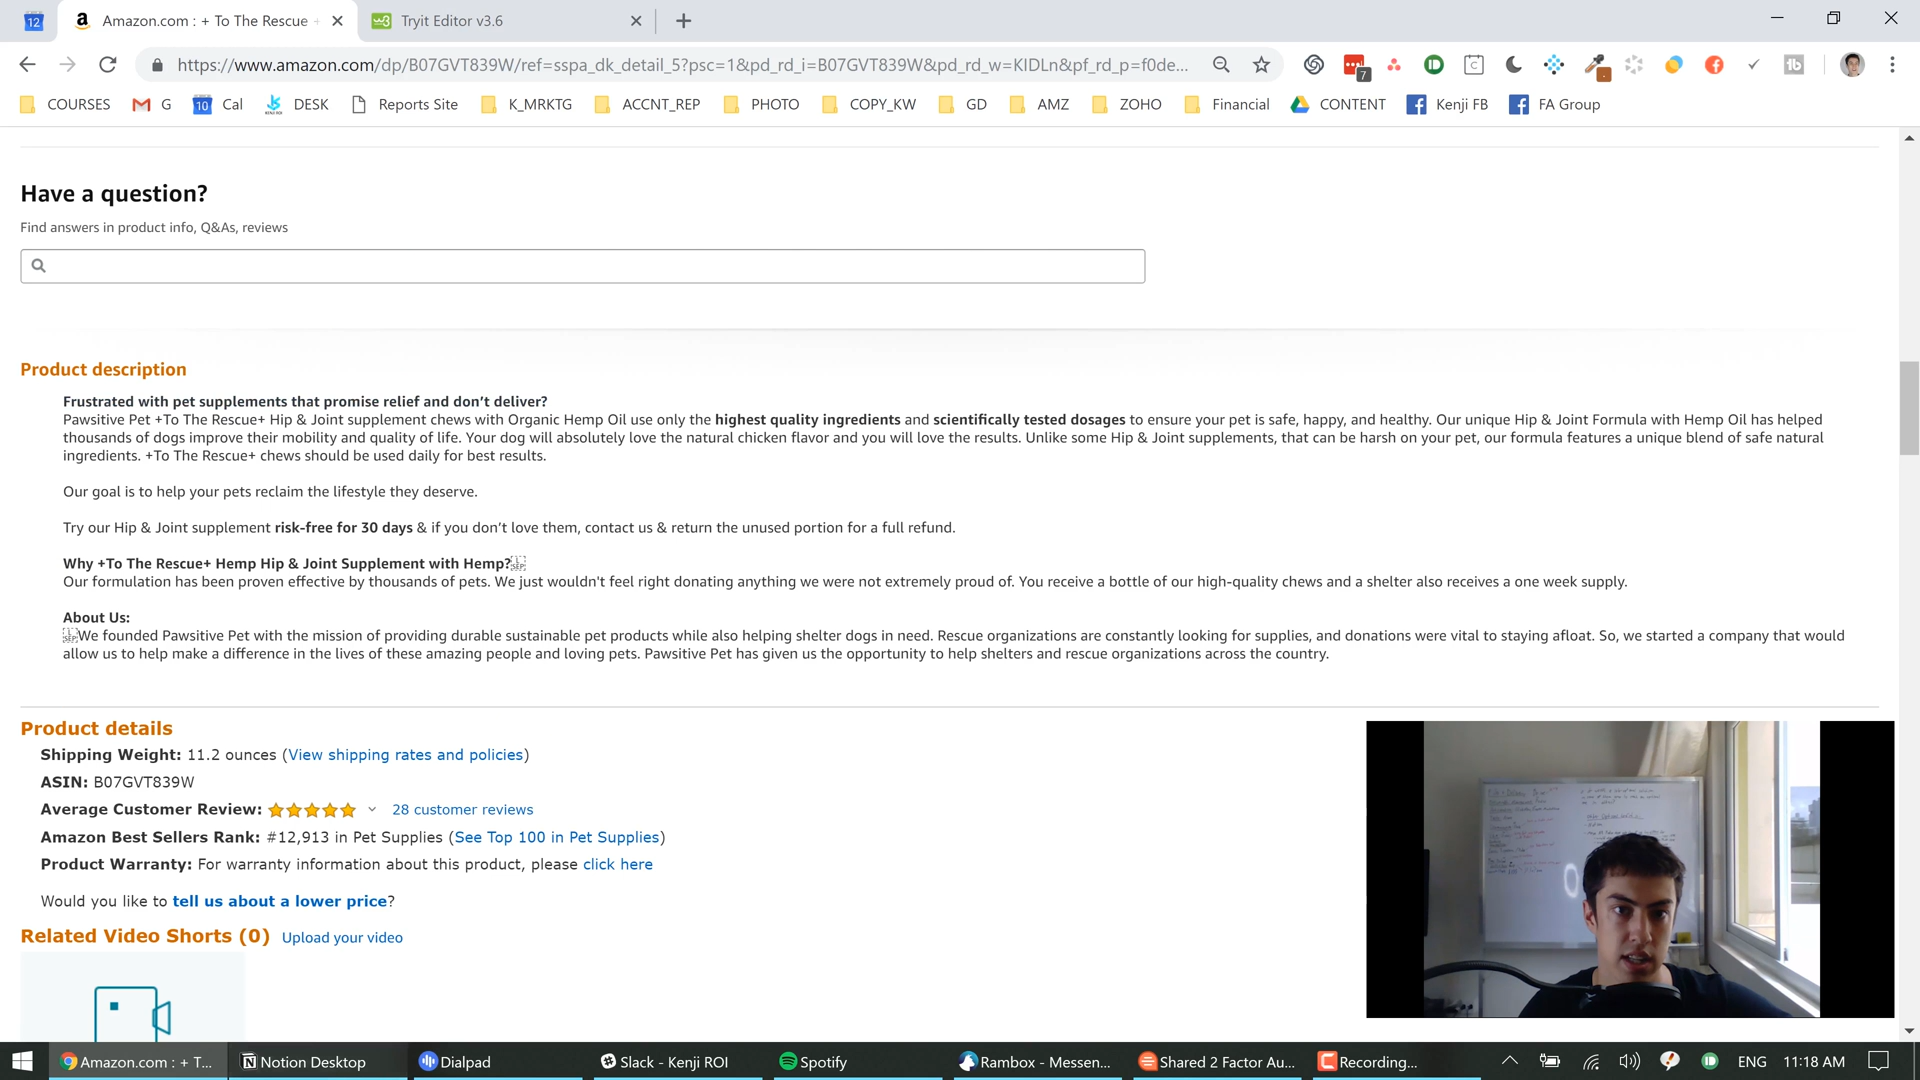 12
Amazon.com : + To The Rescue +
Tryit Editor v3.6
https://www.amazon.com/dp/B07GVT839W/ref=sspa_dk_detail_5?psc=1&pd_rd_i=B07GVT839W&pd_rd_w=KIDLn&pf_rd_p=f0de...
7
COURSES
G
10 Cal
DESK
Reports Site
K_MRKTG
ACCNT_REP
PHOTO
COPY_KW
GD
AMZ
ZOHO
Financial
CONTENT
Kenji FB
FA Group
Have a question?
Find answers in product info, Q&As, reviews
Product description
Frustrated with pet supplements that promise relief and don’t deliver?
Pawsitive Pet +To The Rescue+ Hip & Joint supplement chews with Organic Hemp Oil use only the highest quality ingredients and scientifically tested dosages to ensure your pet is safe, happy, and healthy. Our unique Hip & Joint Formula with Hemp Oil has helped
thousands of dogs improve their mobility and quality of life. Your dog will absolutely love the natural chicken flavor and you will love the results. Unlike some Hip & Joint supplements, that can be harsh on your pet, our formula features a unique blend of safe natural
ingredients. +To The Rescue+ chews should be used daily for best results.
Our goal is to help your pets reclaim the lifestyle they deserve.
Try our Hip & Joint supplement risk-free for 30 days & if you don’t love them, contact us & return the unused portion for a full refund.
Why +To The Rescue+ Hemp Hip & Joint Supplement with Hemp?
Our formulation has been proven effective by thousands of pets. We just wouldn't feel right donating anything we were not extremely proud of. You receive a bottle of our high-quality chews and a shelter also receives a one week supply.
About Us:
We founded Pawsitive Pet with the mission of providing durable sustainable pet products while also helping shelter dogs in need. Rescue organizations are constantly looking for supplies, and donations were vital to staying afloat. So, we started a company that would
allow us to help make a difference in the lives of these amazing people and loving pets. Pawsitive Pet has given us the opportunity to help shelters and rescue organizations across the country.
Product details
Shipping Weight: 11.2 ounces (View shipping rates and policies)
ASIN: B07GVT839W
Average Customer Review: 28 customer reviews
Amazon Best Sellers Rank: #12,913 in Pet Supplies (See Top 100 in Pet Supplies)
Product Warranty: For warranty information about this product, please click here
Would you like to tell us about a lower price?
Related Video Shorts (0) Upload your video
Amazon.com : + T...
Notion Desktop
Dialpad
Slack - Kenji ROI
Spotify
Rambox - Messen...
Shared 2 Factor Au...
Recording...
ENG
11:18 AM